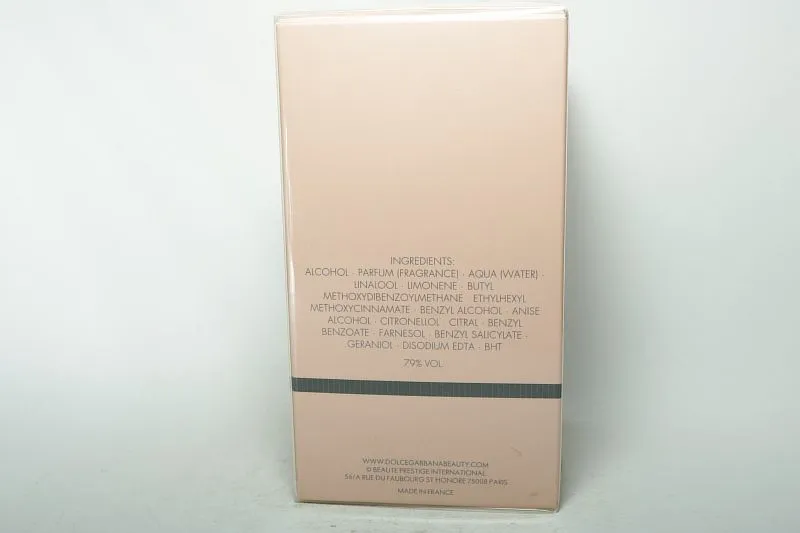 INGREDIENTS:
ALCOHOL · PARFUM (FRAGRANCE) · AQUA (WATER) ·
LINALOOL · LIMONENE · BUTYL
METHOXYDIBENZOYLMETHANE · ETHYLHEXYL
METHOXYCINNAMATE · BENZYL ALCOHOL · ANISE
ALCOHOL · CITRONELLOL · CITRAL · BENZYL
BENZOATE · FARNESOL · BENZYL SALICYLATE ·
GERANIOL · DISODIUM EDTA · BHT
79% VOL.
WWW.DOLCEGABBANABEAUTY.COM
© BEAUTE PRESTIGE INTERNATIONAL
56/A RUE DU FAUBOURG ST HONORE 75008 PARIS
MADE IN FRANCE